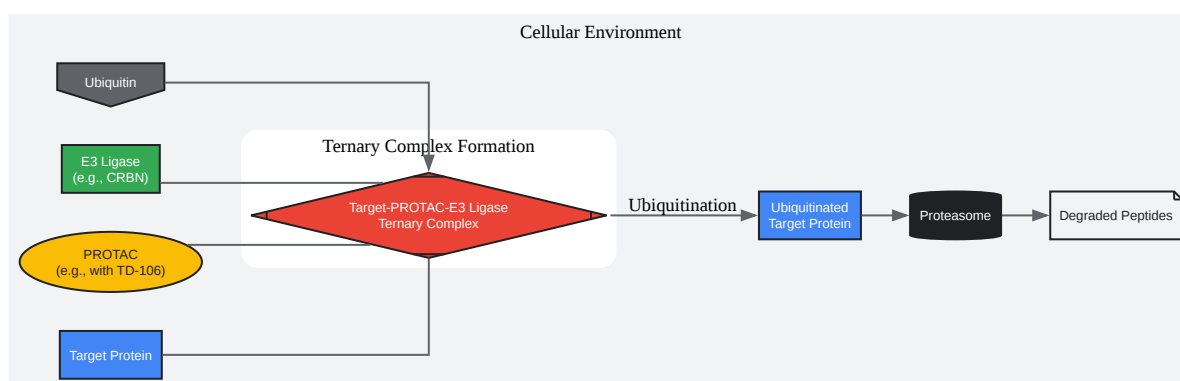 Cellular Environment
Ubiquitin
Ternary Complex Formation
E3 Ligase
(e.g., CRBN)
Target-PROTAC-E3 Ligase
Ternary Complex
Ubiquitination
Ubiquitinated
Target Protein
Proteasome
Degraded Peptides
PROTAC
(e.g., with TD-106)
Target Protein